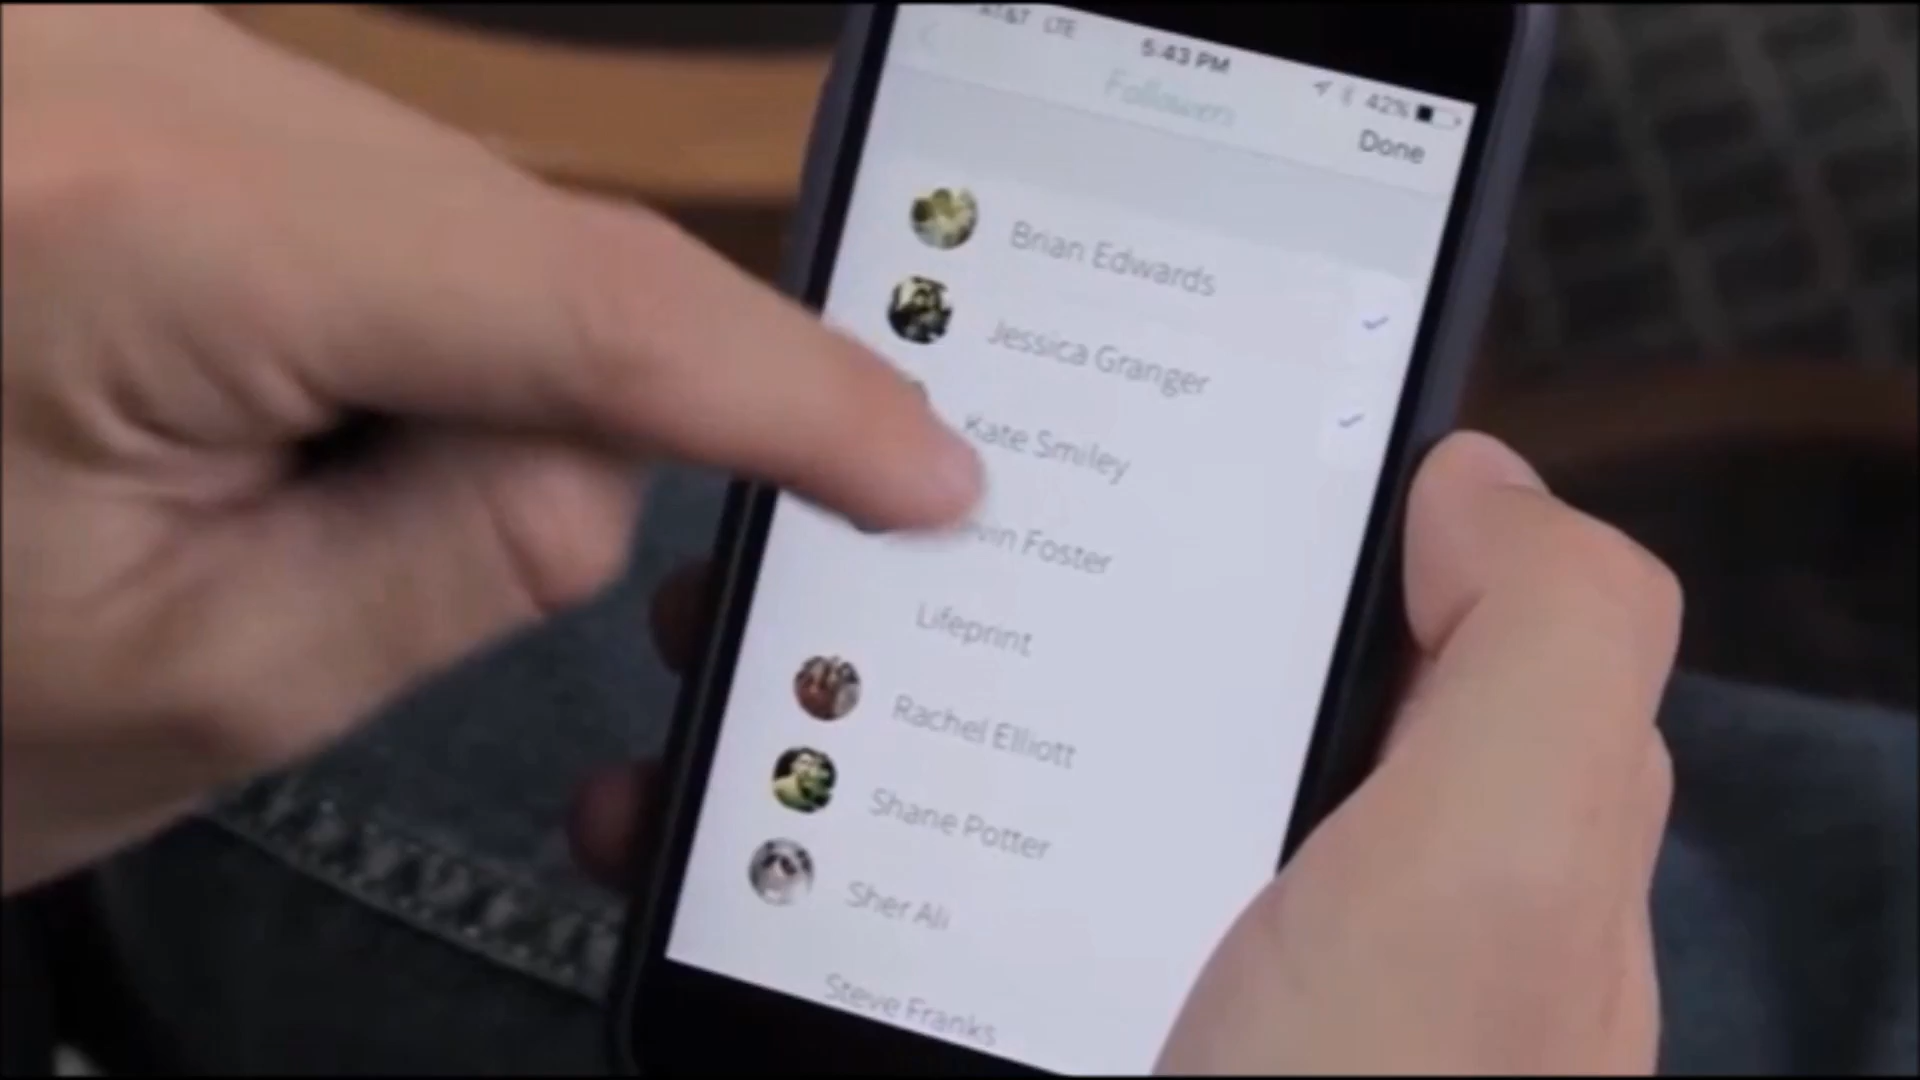 AT&T LTE 5:43 PM 42%
Followers
Done
Brian Edwards
Jessica Granger
Kate Smiley
vin Foster
Lifeprint
Rachel Elliott
Shane Potter
Sher Ali
Steve Franks